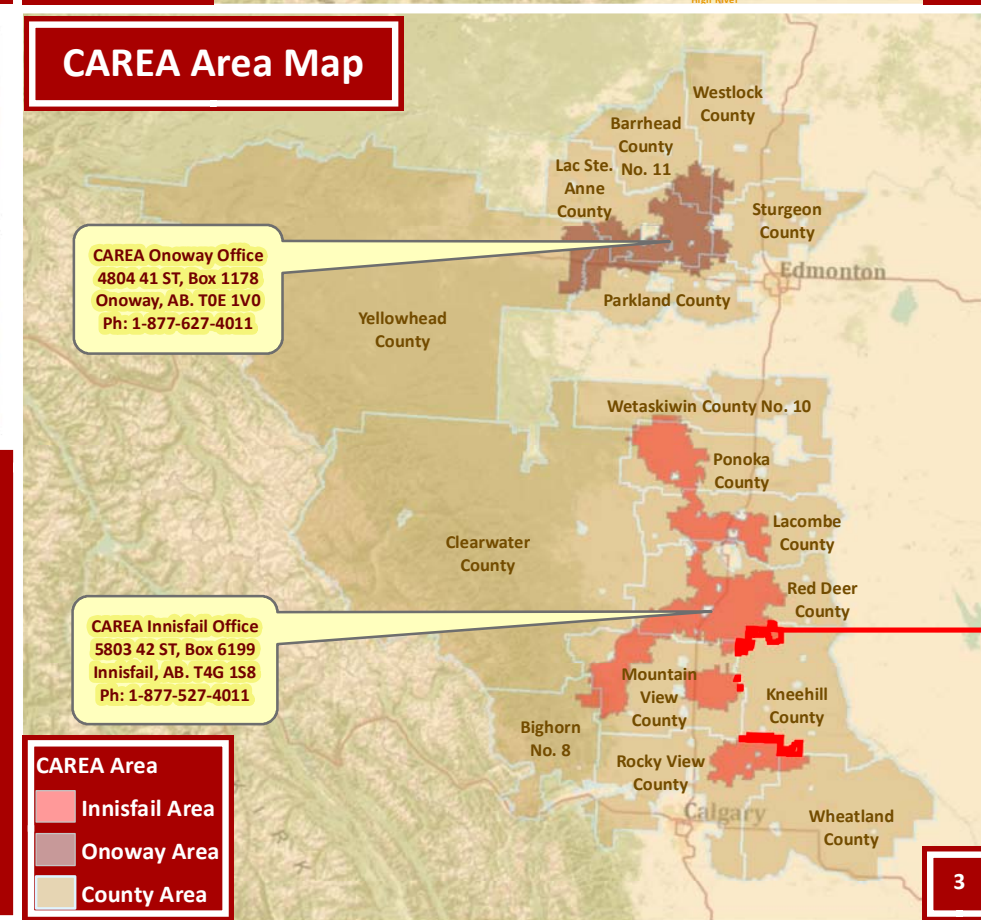 High River
CAREA Area Map
Westlock
County
Barrhead
County
No. 11
Lac Ste.
Anne
County
Sturgeon
County
CAREA Onoway Office
4804 41 ST, Box 1178
Onoway, AB. T0E 1V0
Ph: 1-877-627-4011
Edmonton
Parkland County
Yellowhead
County
Wetaskiwin County No. 10
Ponoka
County
Lacombe
County
Clearwater
County
Red Deer
County
CAREA Innisfail Office
5803 42 ST, Box 6199
Innisfail, AB. T4G 1S8
Ph: 1-877-527-4011
Mountain
View
County
Kneehill
County
Bighorn
No. 8
Rocky View
County
Calgary
Wheatland
County
CAREA Area
Innisfail Area
Onoway Area
County Area
3